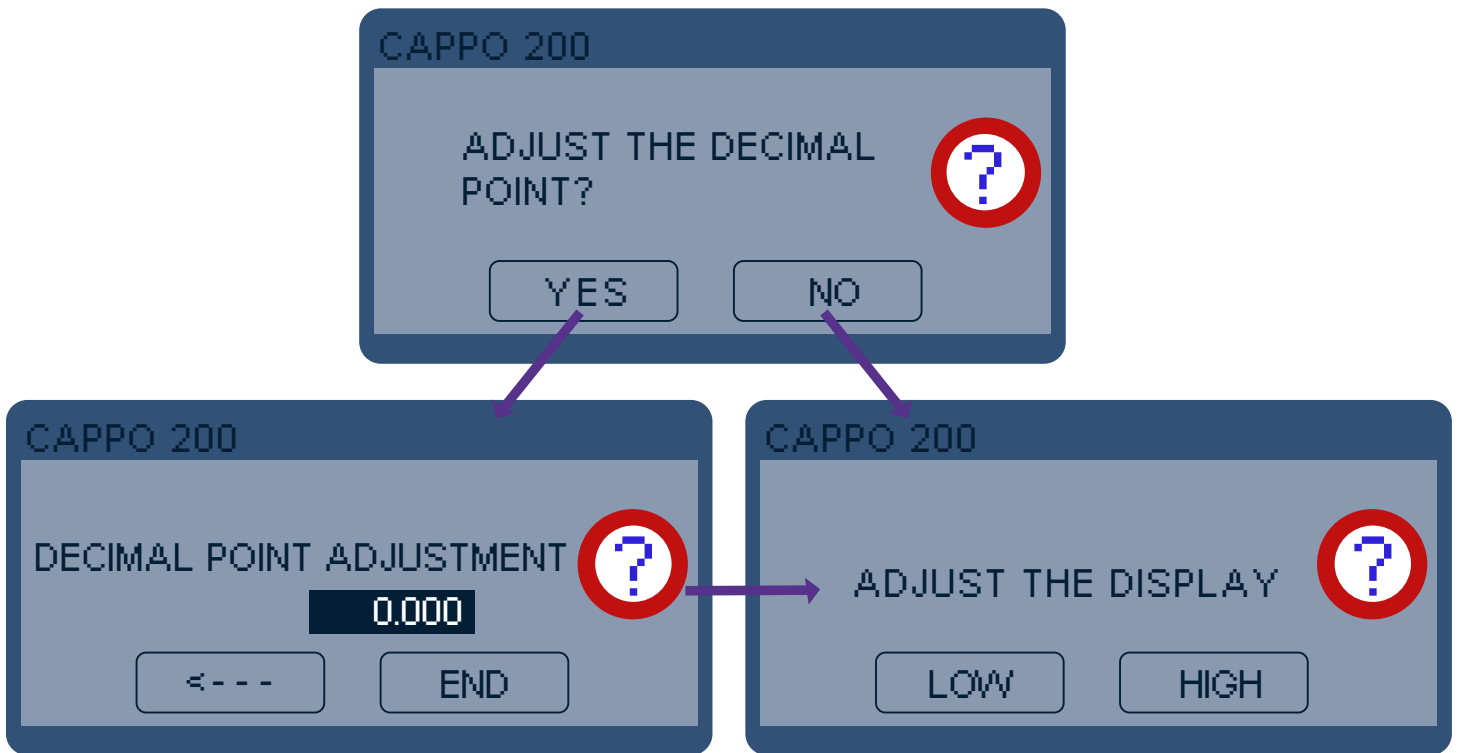 CAPPO 200
ADJUST THE DECIMAL
POINT?
?
YES
NO
CAPPO 200
DECIMAL POINT ADJUSTMENT
?
0.000
<---
END
CAPPO 200
ADJUST THE DISPLAY
?
LOW
HIGH